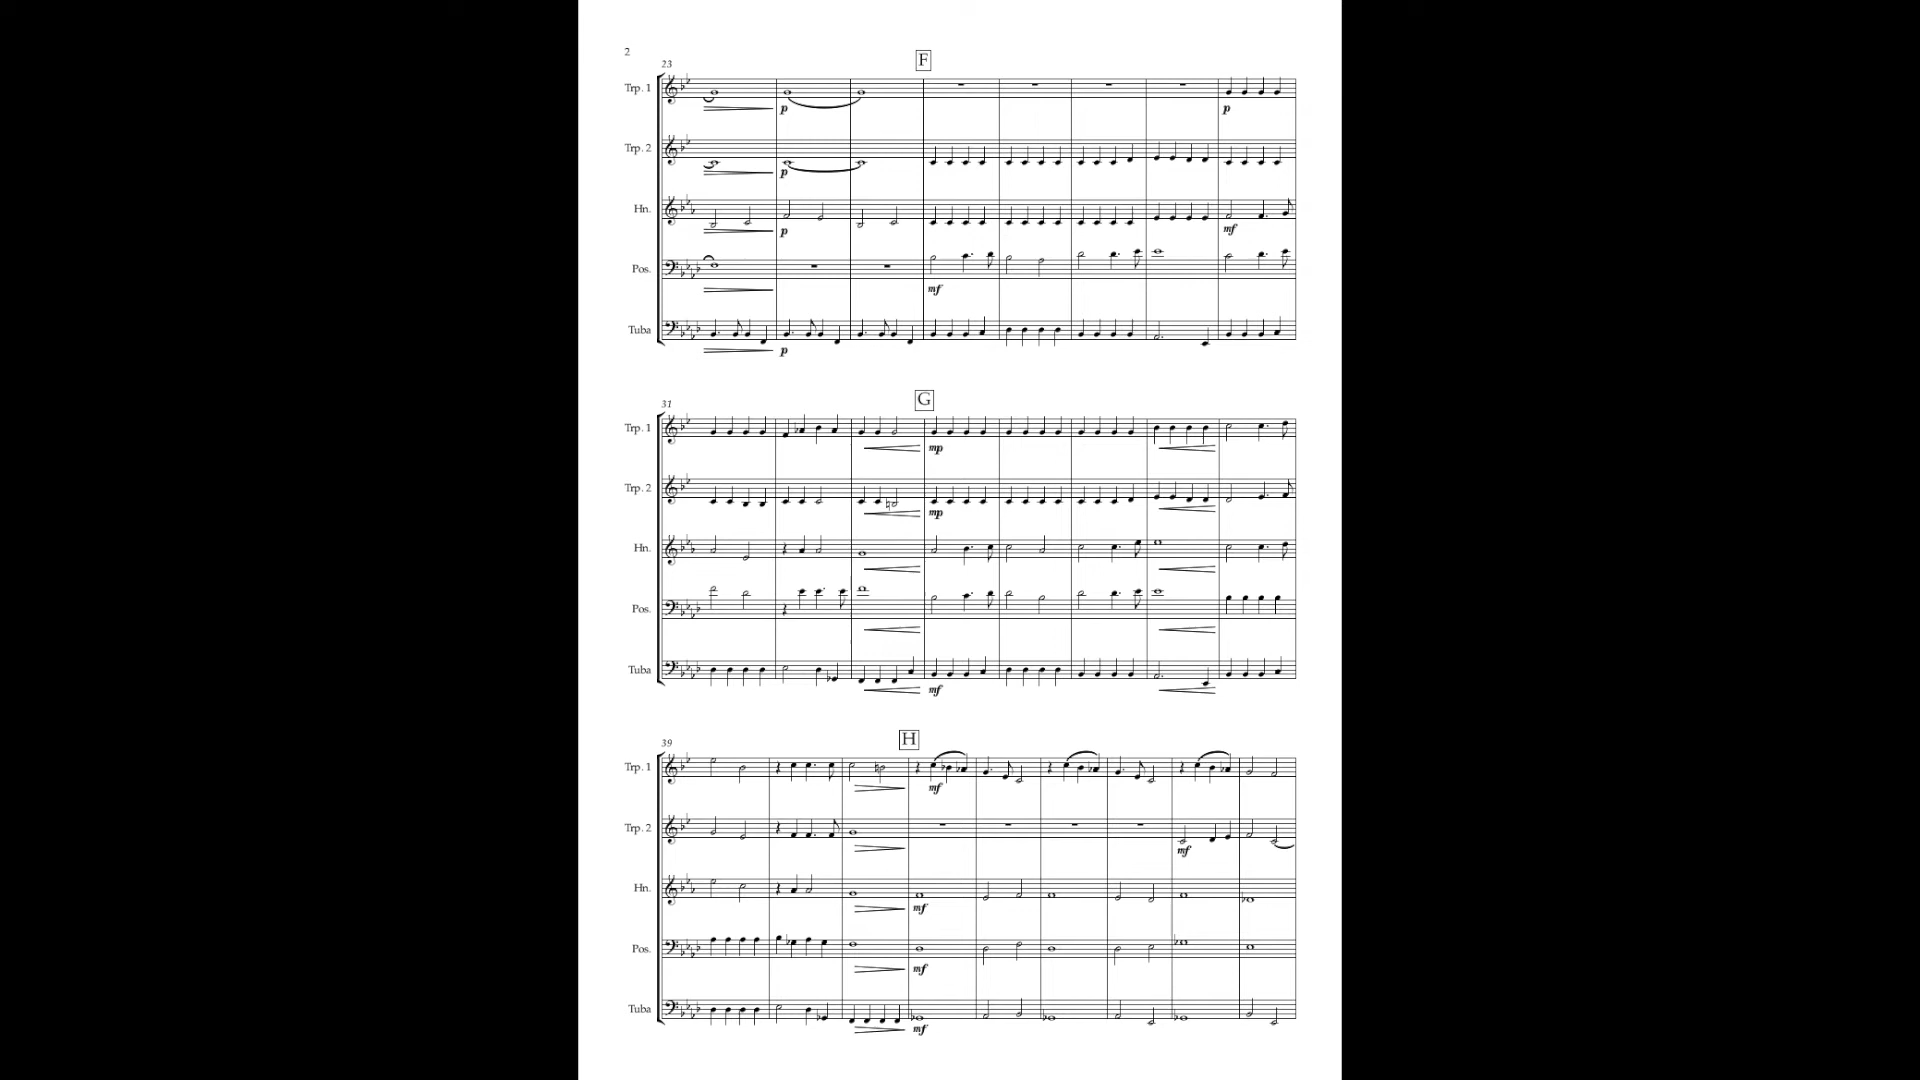 2
F
23
Trp. 1
p
p
Trp. 2
p
Hn.
p
mf
Pos.
mf
Tuba
p
G
31
Trp. 1
mp
Trp. 2
mp
Hn.
Pos.
Tuba
mf
H
39
Trp. 1
mf
Trp. 2
mf
Hn.
mf
Pos.
mf
Tuba
mf